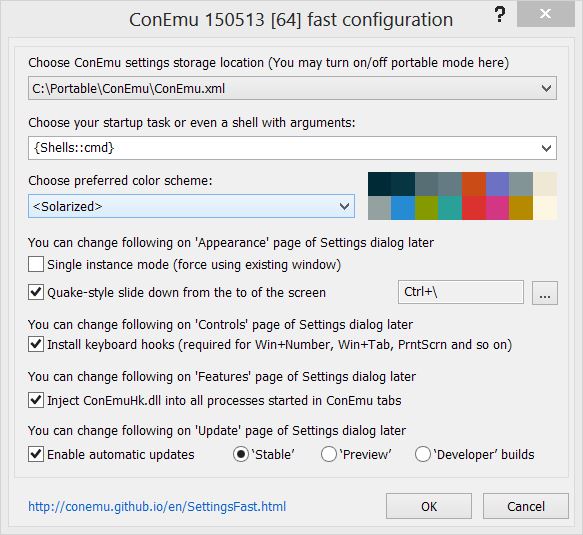 ConEmu 150513 [64] fast configuration
Choose ConEmu settings storage location (You may turn on/off portable mode here)
C:\Portable\ConEmu\ConEmu.xml
Choose your startup task or even a shell with arguments:
{Shells::cmd}
Choose preferred color scheme:
<Solarized>
You can change following on 'Appearance' page of Settings dialog later
Single instance mode (force using existing window)
Quake-style slide down from the to of the screen
Ctrl+\
...
You can change following on 'Controls' page of Settings dialog later
Install keyboard hooks (required for Win+Number, Win+Tab, PrntScrn and so on)
You can change following on 'Features' page of Settings dialog later
Inject ConEmuHk.dll into all processes started in ConEmu tabs
You can change following on 'Update' page of Settings dialog later
Enable automatic updates 'Stable' 'Preview' 'Developer' builds
http://conemu.github.io/en/SettingsFast.html
OK
Cancel